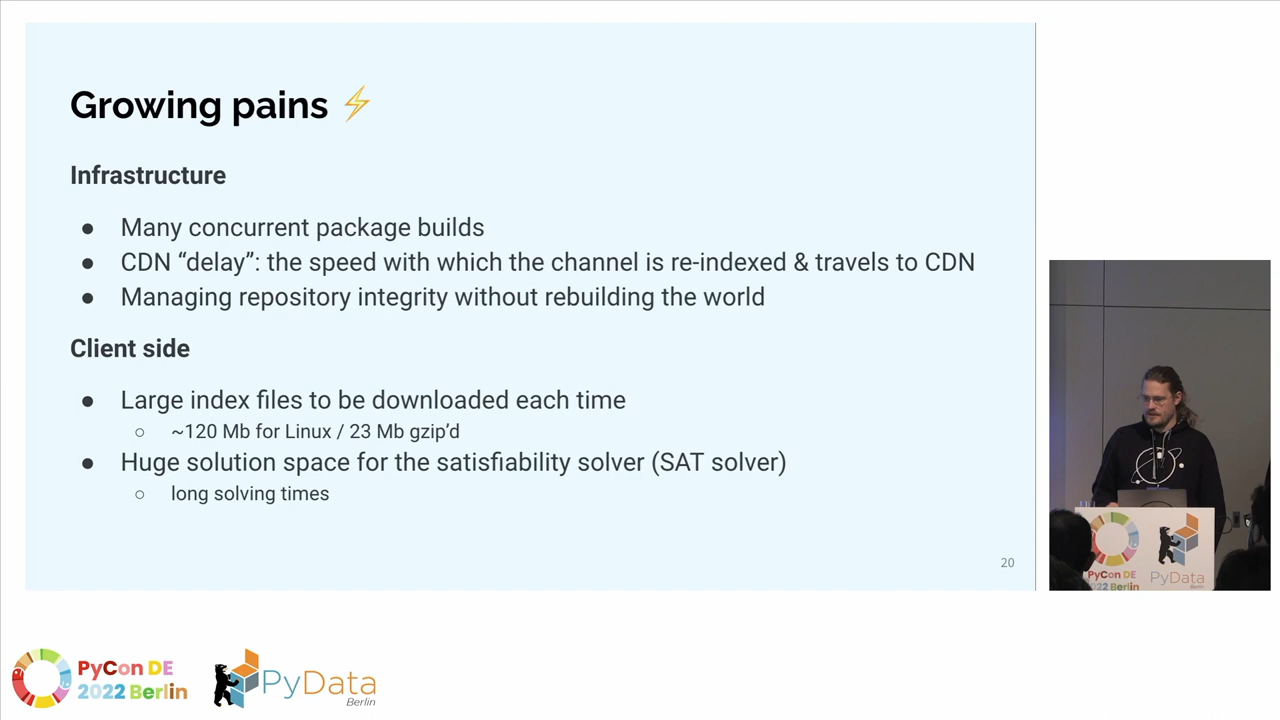 Growing pains ⚡
Infrastructure
● Many concurrent package builds
● CDN “delay”: the speed with which the channel is re-indexed & travels to CDN
● Managing repository integrity without rebuilding the world
Client side
● Large index files to be downloaded each time
○ ~120 Mb for Linux / 23 Mb gzip’d
● Huge solution space for the satisfiability solver (SAT solver)
○ long solving times
20
PyCon DE
2022 Berlin
PyData
Berlin
PyCon DE
2022 Berlin
PyData
Berlin